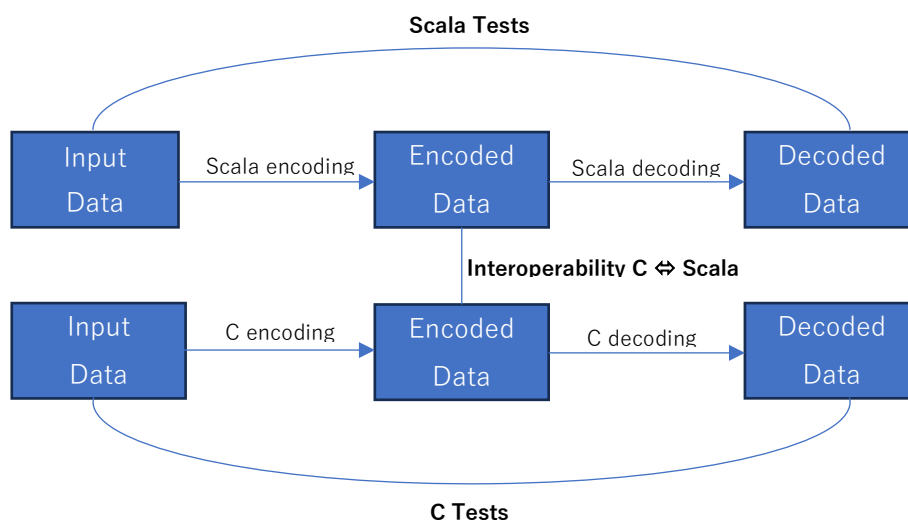 Scala Tests
Input
Data
Scala encoding
Encoded
Data
Scala decoding
Decoded
Data
Interoperability C ⇔ Scala
Input
Data
C encoding
Encoded
Data
C decoding
Decoded
Data
C Tests